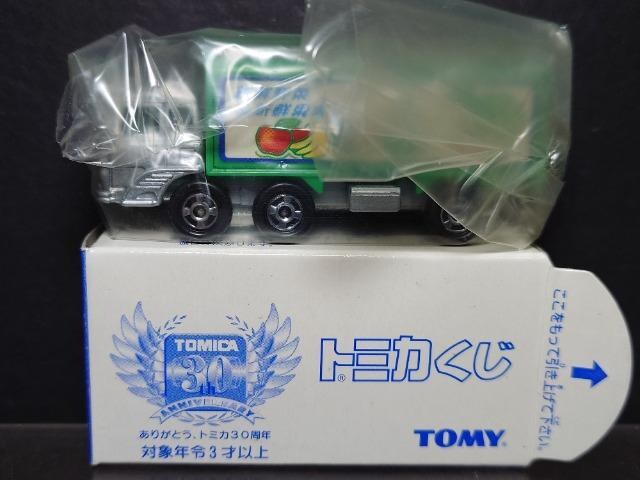 TOMICA
30
ANNIVERSARY
ありがとう、トミカ30周年
対象年令3才以上
トミカくじ
®
TOMY
ここをもって引き上げて下さい。